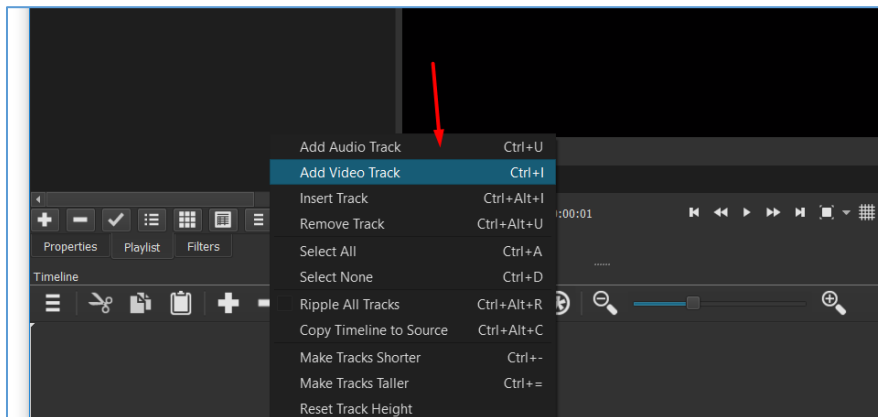 Add Audio Track Ctrl+U
Add Video Track Ctrl+I
Insert Track Ctrl+Alt+I
Remove Track Ctrl+Alt+U
Select All Ctrl+A
Select None Ctrl+D
Ripple All Tracks Ctrl+Alt+R
Copy Timeline to Source Ctrl+Alt+C
Make Tracks Shorter Ctrl+-
Make Tracks Taller Ctrl+=
Reset Track Height
:00:01
Properties Playlist Filters
Timeline